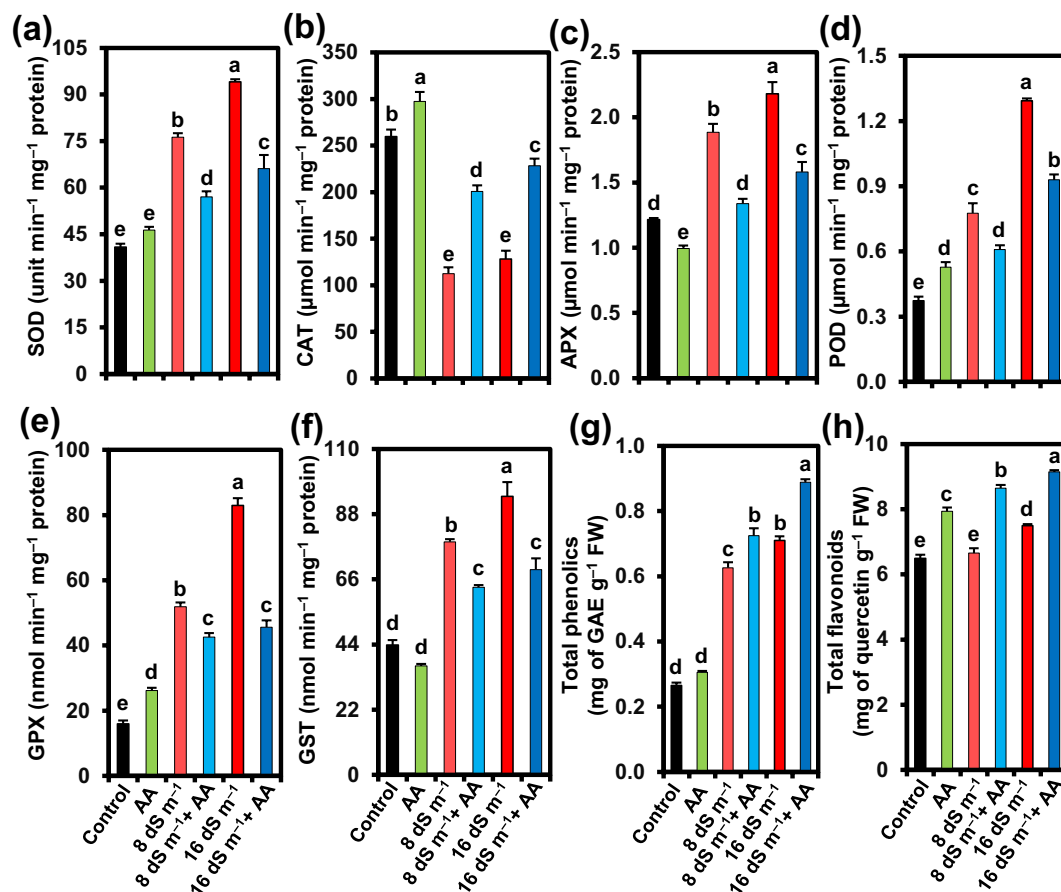 (a)
SOD (unit min⁻¹ mg⁻¹ protein)
105
90
75
60
45
30
15
0
e
e
b
d
a
c
(b)
CAT (µmol min⁻¹ mg⁻¹ protein)
350
300
250
200
150
100
50
0
b
a
e
d
e
c
(c)
APX (µmol min⁻¹ mg⁻¹ protein)
2.5
2.0
1.5
1.0
0.5
0.0
d
e
b
d
a
c
(d)
POD (µmol min⁻¹ mg⁻¹ protein)
1.5
1.2
0.9
0.6
0.3
0.0
e
d
c
d
a
b
(e)
GPX (nmol min⁻¹ mg⁻¹ protein)
100
80
60
40
20
0
e
d
b
c
a
c
Control
AA
8 dS m⁻¹
8 dS m⁻¹+ AA
16 dS m⁻¹
16 dS m⁻¹+ AA
(f)
GST (nmol min⁻¹ mg⁻¹ protein)
110
88
66
44
22
0
d
d
b
c
a
c
Control
AA
8 dS m⁻¹
8 dS m⁻¹+ AA
16 dS m⁻¹
16 dS m⁻¹+ AA
(g)
Total phenolics
(mg of GAE g⁻¹ FW)
1.0
0.8
0.6
0.4
0.2
0.0
d
d
c
b
b
a
Control
AA
8 dS m⁻¹
8 dS m⁻¹+ AA
16 dS m⁻¹
16 dS m⁻¹+ AA
(h)
Total flavonoids
(mg of quercetin g⁻¹ FW)
10
8
6
4
2
0
e
c
e
b
d
a
Control
AA
8 dS m⁻¹
8 dS m⁻¹+ AA
16 dS m⁻¹
16 dS m⁻¹+ AA